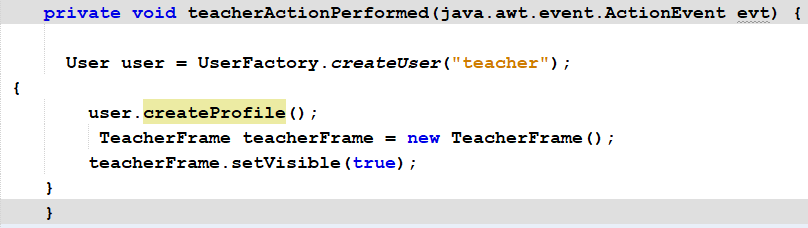 private void teacherActionPerformed(java.awt.event.ActionEvent evt) {
User user = UserFactory.createUser("teacher");
{
user.createProfile();
TeacherFrame teacherFrame = new TeacherFrame();
teacherFrame.setVisible(true);
}
}